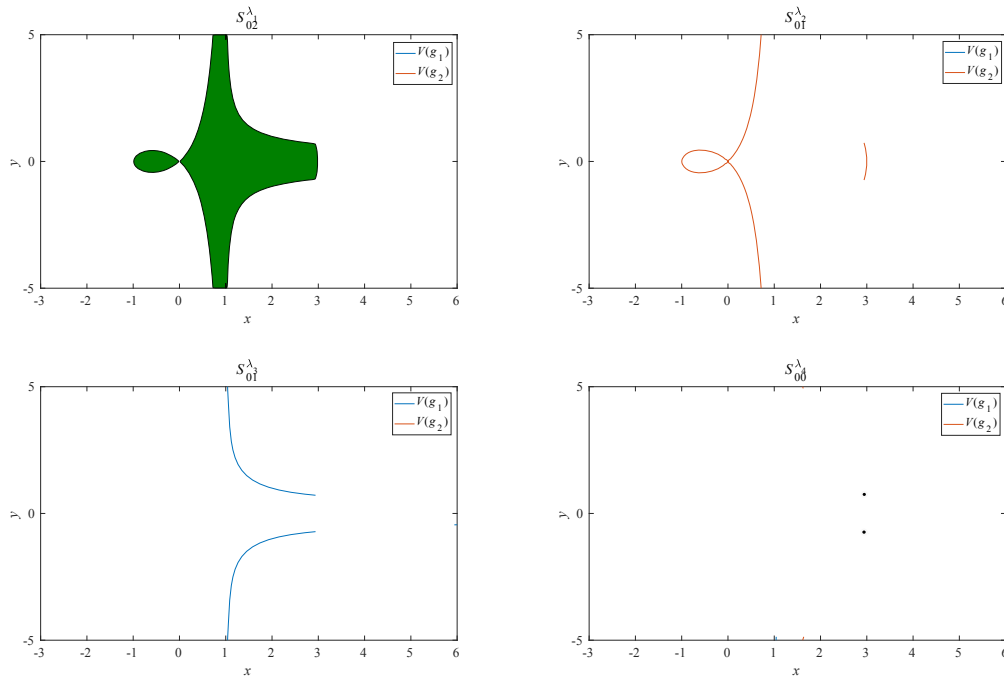 S_{02}^{λ_1}
5
0
-5
y
-3 -2 -1 0 1 2 3 4 5 6
x
V(g_1)
V(g_2)
S_{01}^{λ_2}
5
0
-5
y
-3 -2 -1 0 1 2 3 4 5 6
x
V(g_1)
V(g_2)
S_{01}^{λ_3}
5
0
-5
y
-3 -2 -1 0 1 2 3 4 5 6
x
V(g_1)
V(g_2)
S_{00}^{λ_4}
5
0
-5
y
-3 -2 -1 0 1 2 3 4 5 6
x
V(g_1)
V(g_2)